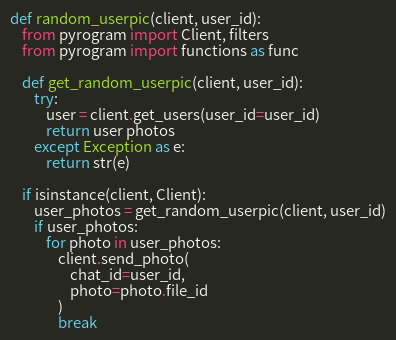 def random_userpic(client, user_id):
from pyrogram import Client, filters
from pyrogram import functions as func
def get_random_userpic(client, user_id):
try:
user = client.get_users(user_id=user_id)
return user photos
except Exception as e:
return str(e)
if isinstance(client, Client):
user_photos = get_random_userpic(client, user_id)
if user_photos:
for photo in user_photos:
client.send_photo(
chat_id=user_id,
photo=photo.file_id
)
break